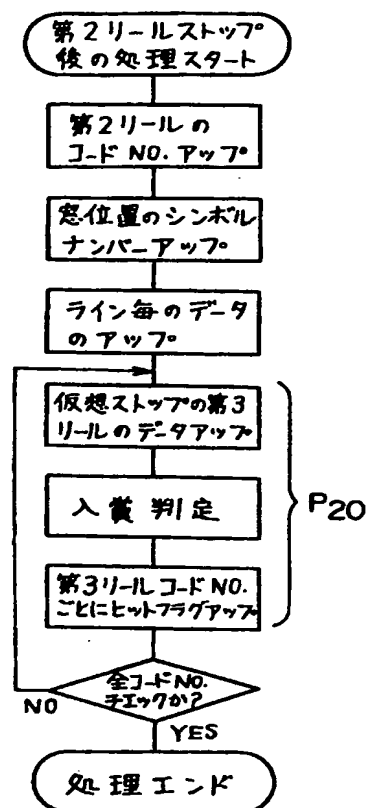 第2リールストップ
後の処理スタート
第2リールの
コードNO.アップ
窓位置のシンボル
ナンバーアップ
ライン毎のデータ
のアップ
仮想ストップの第3
リールのデータアップ
入賞判定
P20
第3リールコードNO.
ごとにヒットフラグアップ
全コードNO.
チエックか?
NO
YES
処理エンド